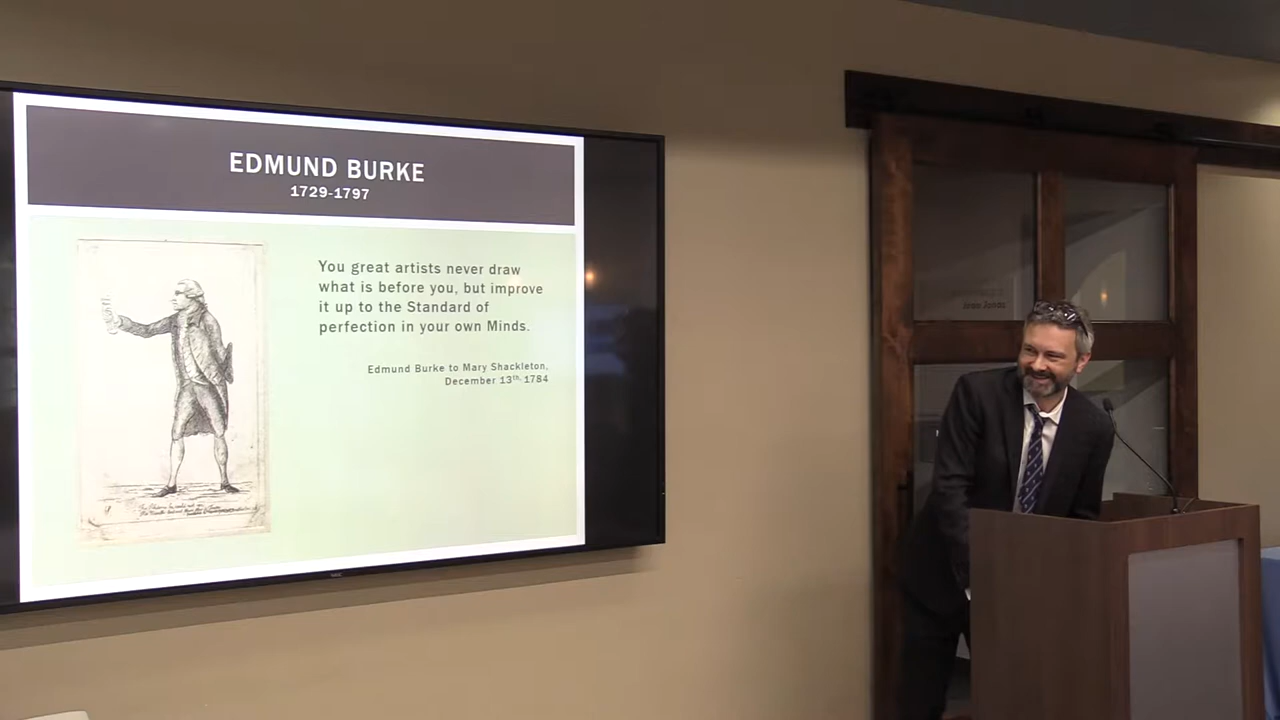 EDMUND BURKE
1729-1797
You great artists never draw
what is before you, but improve
it up to the Standard of
perfection in your own Minds.
Edmund Burke to Mary Shackleton,
December 13th, 1784
NEC